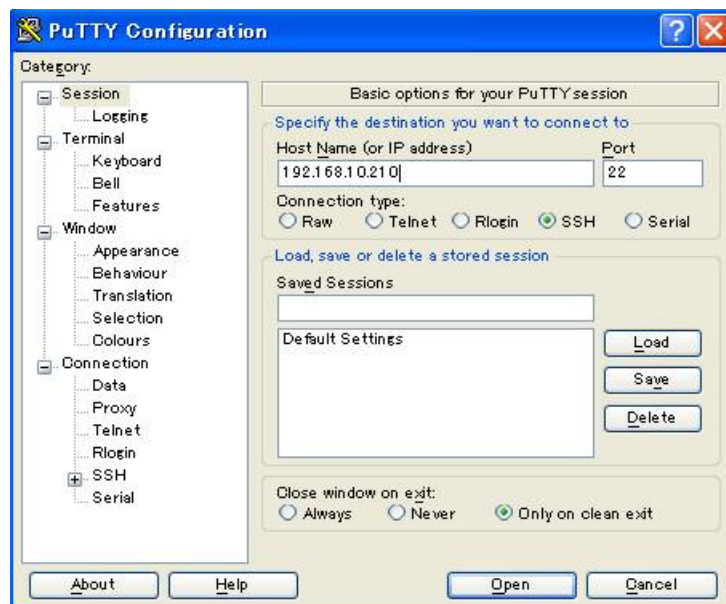 PuTTY Configuration
Category:
Session
Logging
Terminal
Keyboard
Bell
Features
Window
Appearance
Behaviour
Translation
Selection
Colours
Connection
Data
Proxy
Telnet
Rlogin
SSH
Serial
Basic options for your PuTTY session
Specify the destination you want to connect to
Host Name (or IP address) Port
192.168.10.210 22
Connection type:
Raw Telnet Rlogin SSH Serial
Load, save or delete a stored session
Saved Sessions
Default Settings
Load
Save
Delete
Close window on exit:
Always Never Only on clean exit
About Help Open Cancel